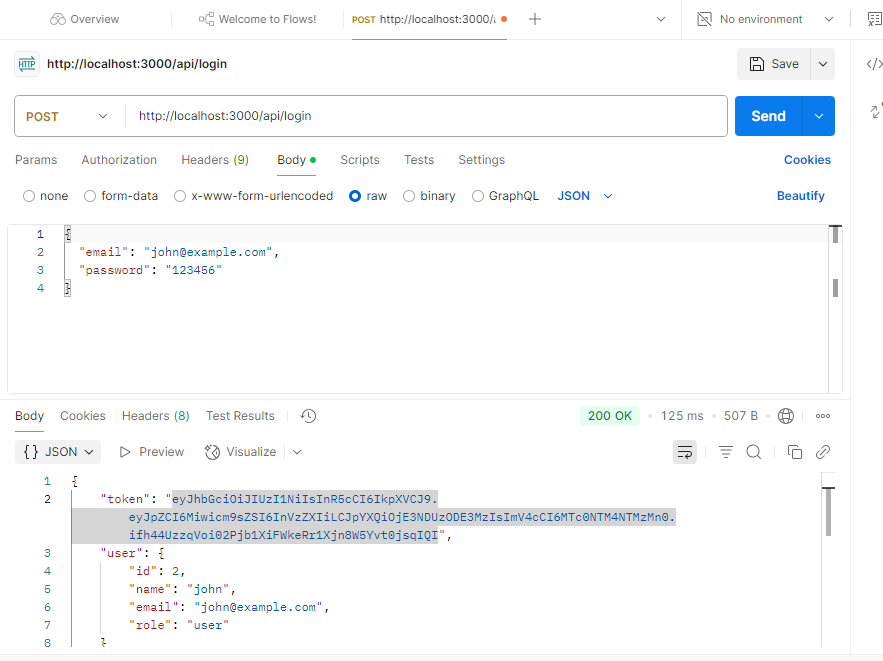 Overview
Welcome to Flows!
POST http://localhost:3000/a
No environment
HTTP http://localhost:3000/api/login
Save
POST
http://localhost:3000/api/login
Send
Params Authorization Headers (9) Body Scripts Tests Settings Cookies
none form-data x-www-form-urlencoded raw binary GraphQL JSON Beautify
1 {
2 "email": "john@example.com",
3 "password": "123456"
4 }
Body Cookies Headers (8) Test Results 200 OK 125 ms 507 B
{} JSON Preview Visualize
1 {
2 "token": "eyJhbGciOiJIUzI1NiIsInR5cCI6IkpXVCJ9.
eyJpZCI6Miwicm9sZSI6InVzZXIiLCJpYXQiOjE3NDUzODE3MzIsImV4cCI6MTc0NTM4NTMzMn0.
ifh44UzzqVoi02Pjb1XiFWkeRr1Xjn8W5Yvt0jsqIQI",
3 "user": {
4 "id": 2,
5 "name": "john",
6 "email": "john@example.com",
7 "role": "user"
8 }